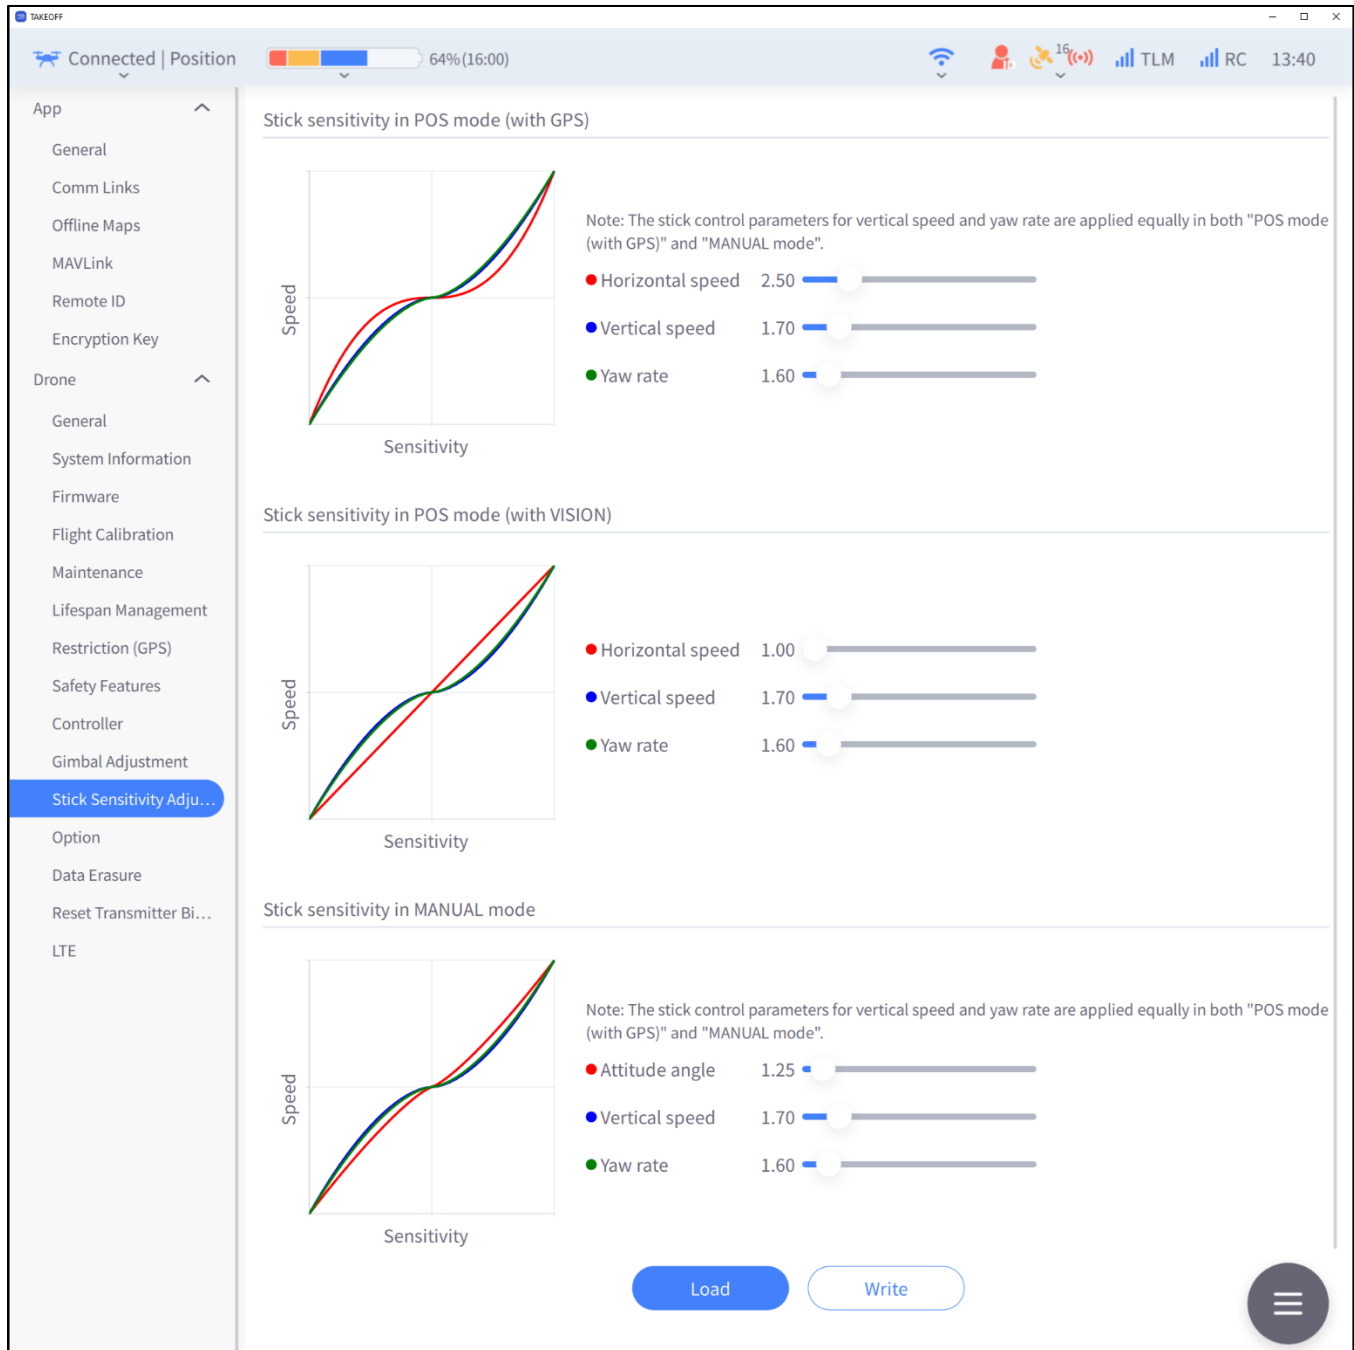 TAKEOFF
Connected | Position
64%(16:00)
16
TLM
RC
13:40
App
General
Comm Links
Offline Maps
MAVLink
Remote ID
Encryption Key
Drone
General
System Information
Firmware
Flight Calibration
Maintenance
Lifespan Management
Restriction (GPS)
Safety Features
Controller
Gimbal Adjustment
Stick Sensitivity Adju...
Option
Data Erasure
Reset Transmitter Bi...
LTE
Stick sensitivity in POS mode (with GPS)
Speed
Sensitivity
Note: The stick control parameters for vertical speed and yaw rate are applied equally in both "POS mode
(with GPS)" and "MANUAL mode".
Horizontal speed 2.50
Vertical speed 1.70
Yaw rate 1.60
Stick sensitivity in POS mode (with VISION)
Speed
Sensitivity
Horizontal speed 1.00
Vertical speed 1.70
Yaw rate 1.60
Stick sensitivity in MANUAL mode
Speed
Sensitivity
Note: The stick control parameters for vertical speed and yaw rate are applied equally in both "POS mode
(with GPS)" and "MANUAL mode".
Attitude angle 1.25
Vertical speed 1.70
Yaw rate 1.60
Load
Write